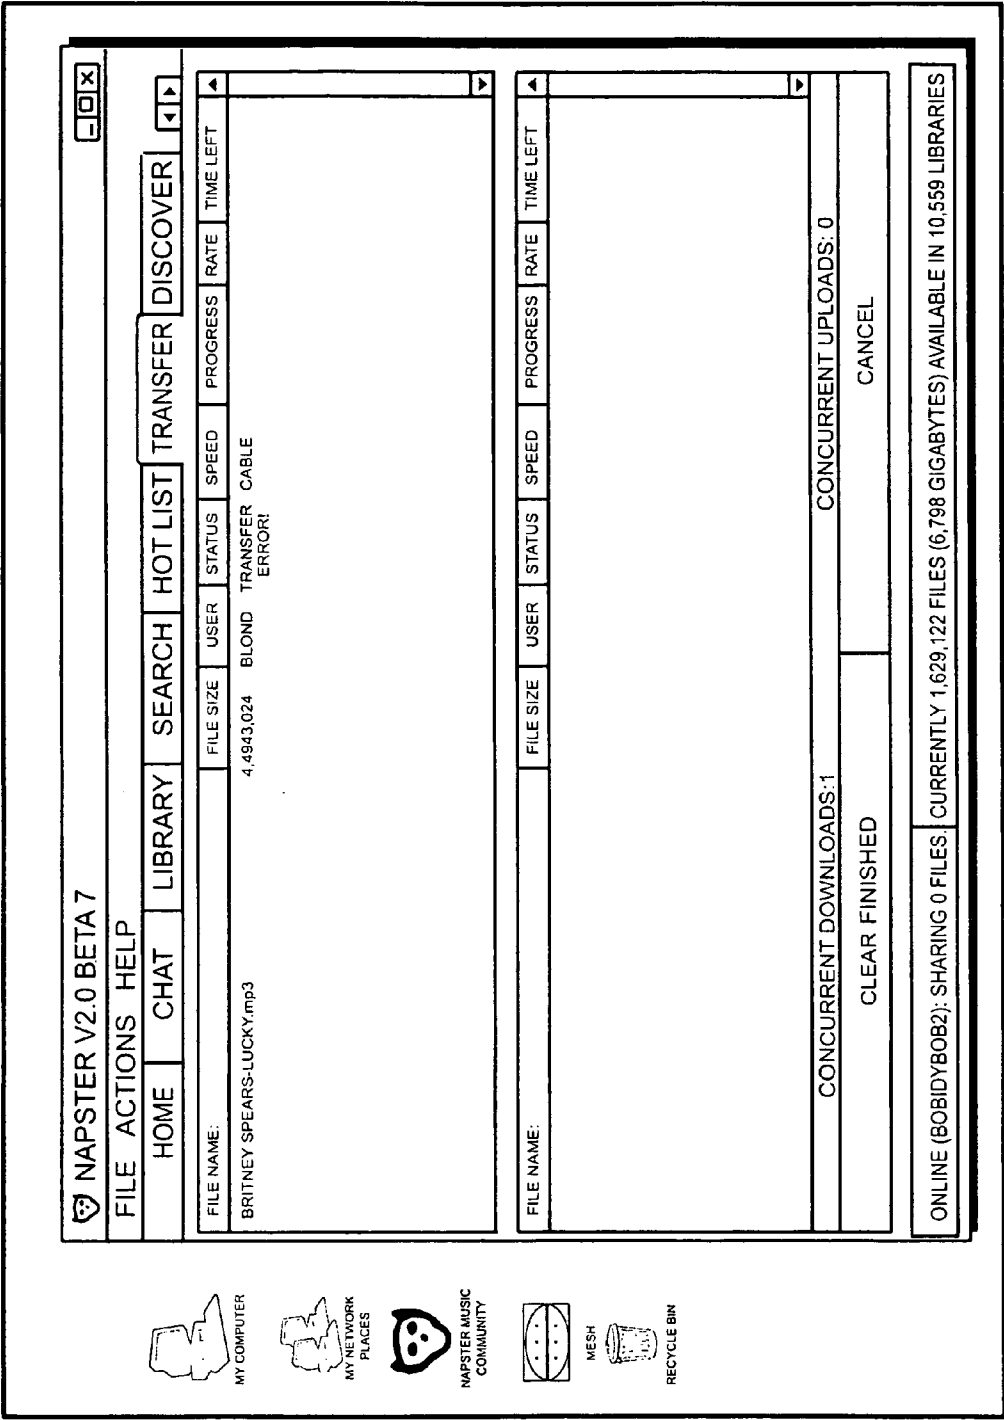 NAPSTER V2.0 BETA 7
FILE ACTIONS HELP
HOME CHAT LIBRARY SEARCH HOT LIST TRANSFER DISCOVER
FILE NAME: FILE SIZE USER STATUS SPEED PROGRESS RATE TIME LEFT
BRITNEY SPEARS-LUCKY.mp3 4,4943,024 BLOND TRANSFER CABLE
ERROR!
FILE NAME: FILE SIZE USER STATUS SPEED PROGRESS RATE TIME LEFT
CONCURRENT DOWNLOADS:1 CONCURRENT UPLOADS: 0
CLEAR FINISHED CANCEL
ONLINE (BOBIDYBOB2): SHARING 0 FILES. CURRENTLY 1,629,122 FILES (6,798 GIGABYTES) AVAILABLE IN 10,559 LIBRARIES
MY COMPUTER
MY NETWORK
PLACES
NAPSTER MUSIC
COMMUNITY
MESH
RECYCLE BIN